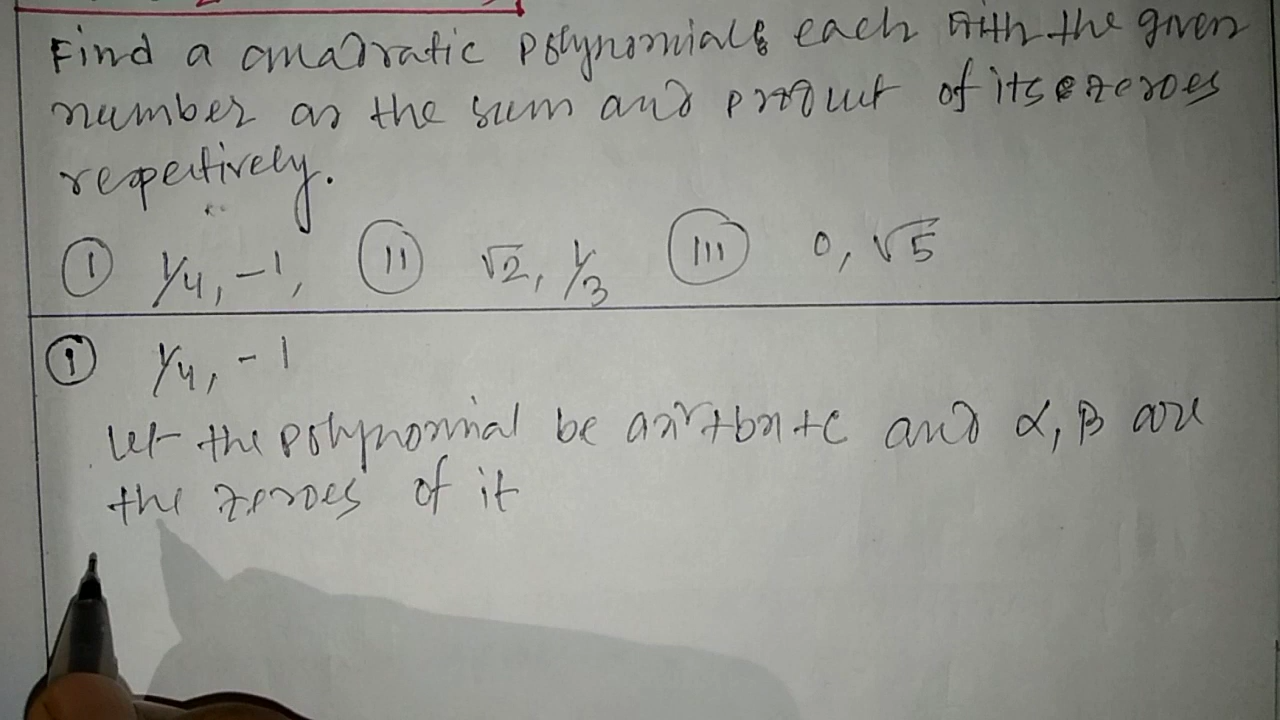 Find a quadratic polynomials each with the given
number as the sum and product of its zeroes
respectively.
(i) 1/4, -1, (ii) √2, 1/3 (iii) 0, √5
(i) 1/4, -1
let the polynomial be ax²+bx+c and α, β are
the zeroes of it